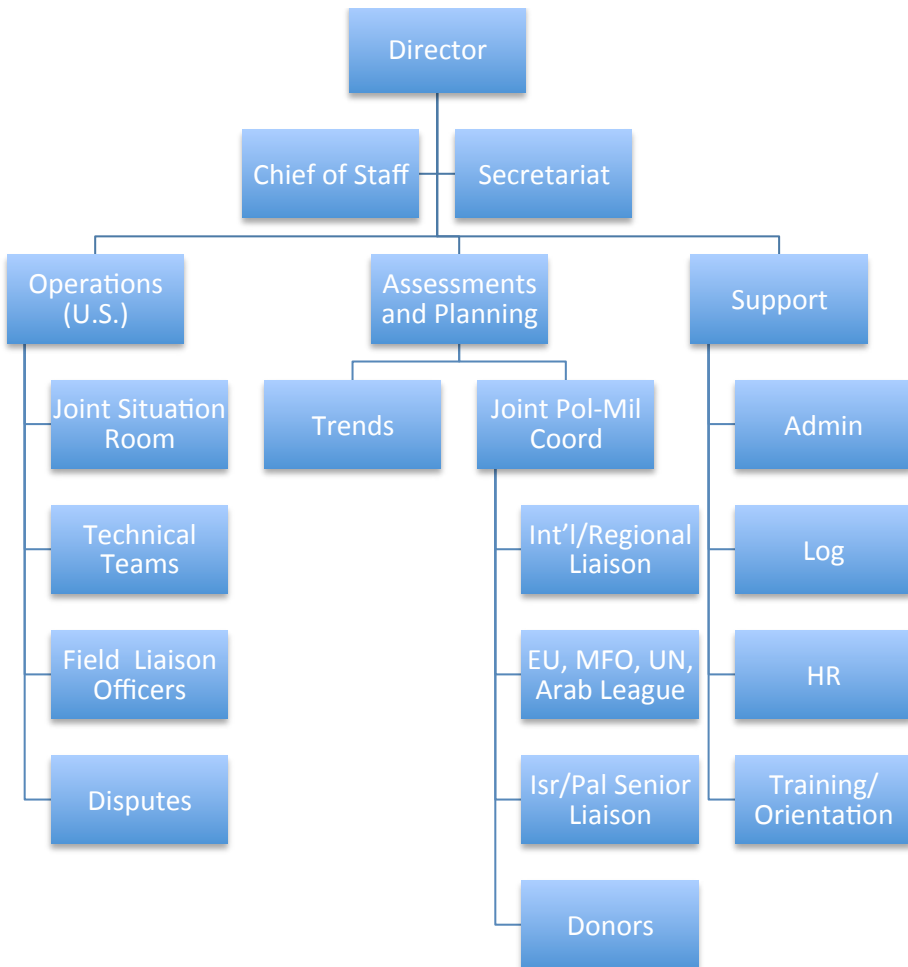 Director
Chief of Staff
Secretariat
Operations
(U.S.)
Assessments
and Planning
Support
Joint Situation
Room
Technical
Teams
Field  Liaison
Officers
Disputes
Trends
Joint Pol-Mil
Coord
Int’l/Regional
Liaison
EU, MFO, UN,
Arab League
Isr/Pal Senior
Liaison
Donors
Admin
Log
HR
Training/
Orientation